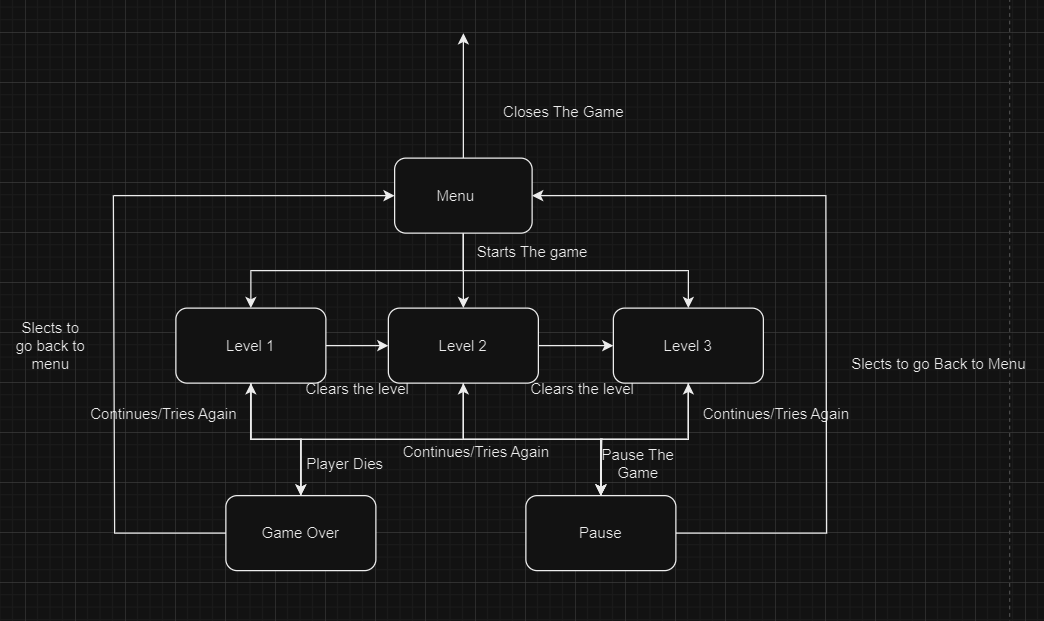 Closes The Game
Menu
Starts The game
Level 1
Level 2
Level 3
Slects to
go back to
menu
Slects to go Back to Menu
Clears the level
Clears the level
Continues/Tries Again
Continues/Tries Again
Continues/Tries Again
Player Dies
Pause The
Game
Game Over
Pause